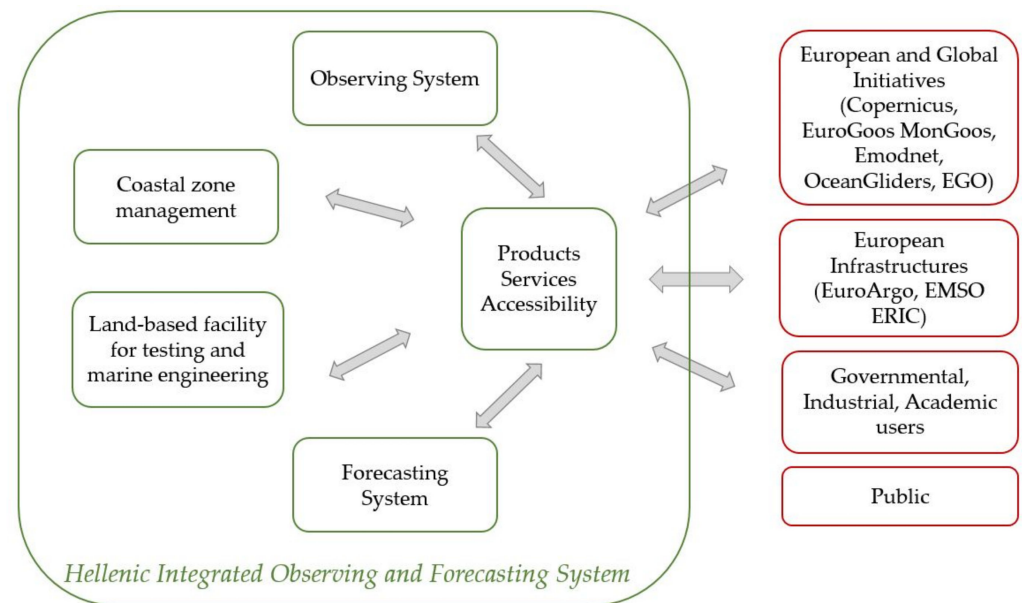 Observing System
Coastal zone
management
Land-based facility
for testing and
marine engineering
Products
Services
Accessibility
Forecasting
System
Hellenic Integrated Observing and Forecasting System
European and Global
Initiatives
(Copernicus,
EuroGoos MonGoos,
Emodnet,
OceanGliders, EGO)
European
Infrastructures
(EuroArgo, EMSO
ERIC)
Governmental,
Industrial, Academic
users
Public